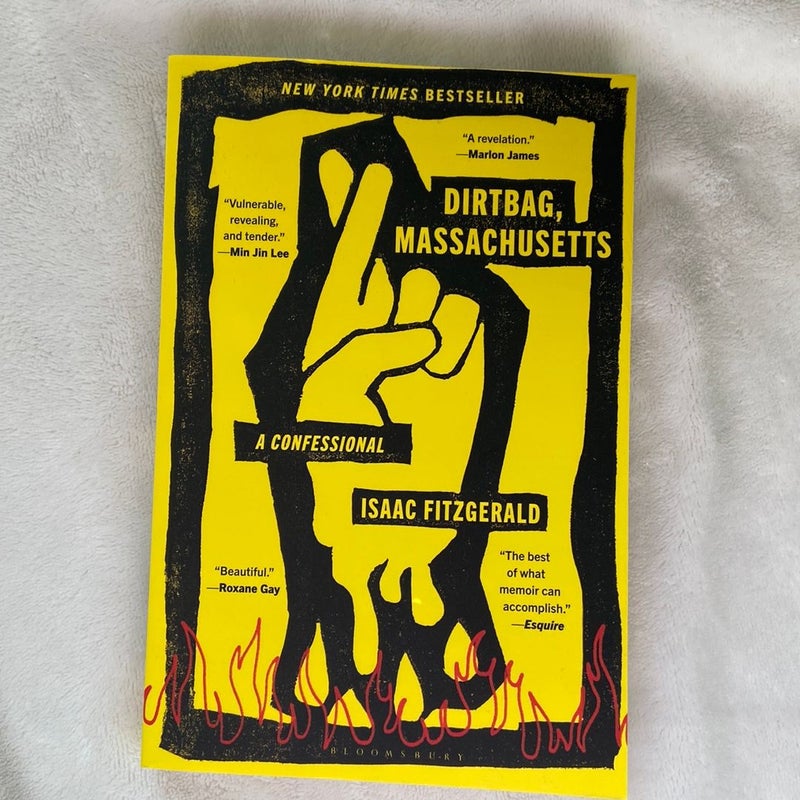 NEW YORK TIMES BESTSELLER
“A revelation.”
—Marlon James
“Vulnerable,
revealing,
and tender.”
—Min Jin Lee
DIRTBAG,
MASSACHUSETTS
A CONFESSIONAL
ISAAC FITZGERALD
“Beautiful.”
—Roxane Gay
“The best
of what
memoir can
accomplish.”
—Esquire
BLOOMSBURY